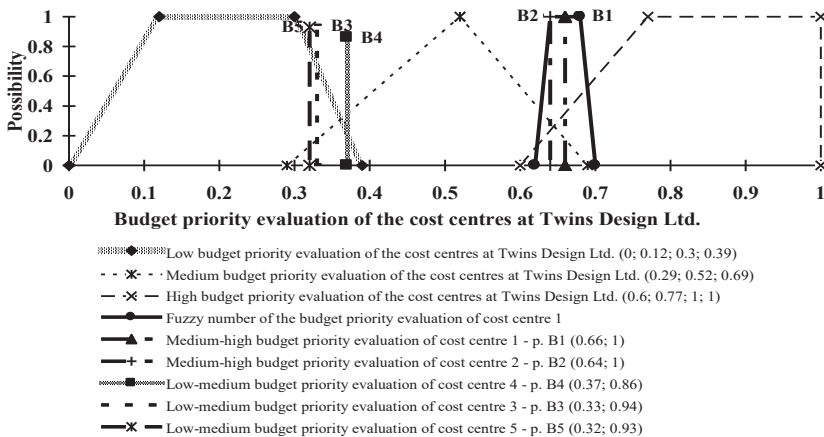 Possibility
1
0.8
0.6
0.4
0.2
0
B5
B3
B4
B2
B1
0 0.1 0.2 0.3 0.4 0.5 0.6 0.7 0.8 0.9 1
Budget priority evaluation of the cost centres at Twins Design Ltd.
Low budget priority evaluation of the cost centres at Twins Design Ltd. (0; 0.12; 0.3; 0.39)
Medium budget priority evaluation of the cost centres at Twins Design Ltd. (0.29; 0.52; 0.69)
High budget priority evaluation of the cost centres at Twins Design Ltd. (0.6; 0.77; 1; 1)
Fuzzy number of the budget priority evaluation of cost centre 1
Medium-high budget priority evaluation of cost centre 1 - p. B1 (0.66; 1)
Medium-high budget priority evaluation of cost centre 2 - p. B2 (0.64; 1)
Low-medium budget priority evaluation of cost centre 4 - p. B4 (0.37; 0.86)
Low-medium budget priority evaluation of cost centre 3 - p. B3 (0.33; 0.94)
Low-medium budget priority evaluation of cost centre 5 - p. B5 (0.32; 0.93)